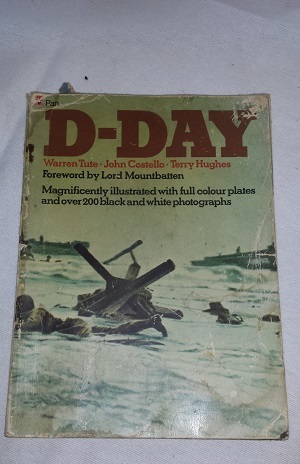 Pan
D-DAY
Warren Tute · John Costello · Terry Hughes
Foreword by Lord Mountbatten
Magnificently illustrated with full colour plates
and over 200 black and white photographs